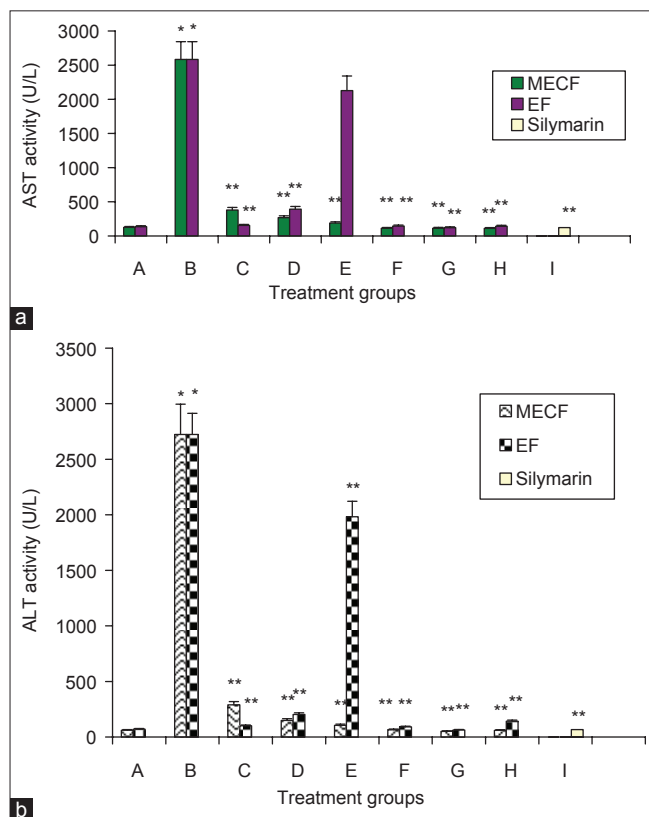 3000
2500
2000
1500
1000
500
0
AST activity (U/L)
* *
** ** ** ** ** ** ** ** ** ** ** **
MECF
EF
Silymarin
A B C D E F G H I
Treatment groups
a
3500
3000
2500
2000
1500
1000
500
0
ALT activity (U/L)
* *
** ** ** ** ** ** ** ** ** ** ** ** **
MECF
EF
Silymarin
A B C D E F G H I
Treatment groups
b